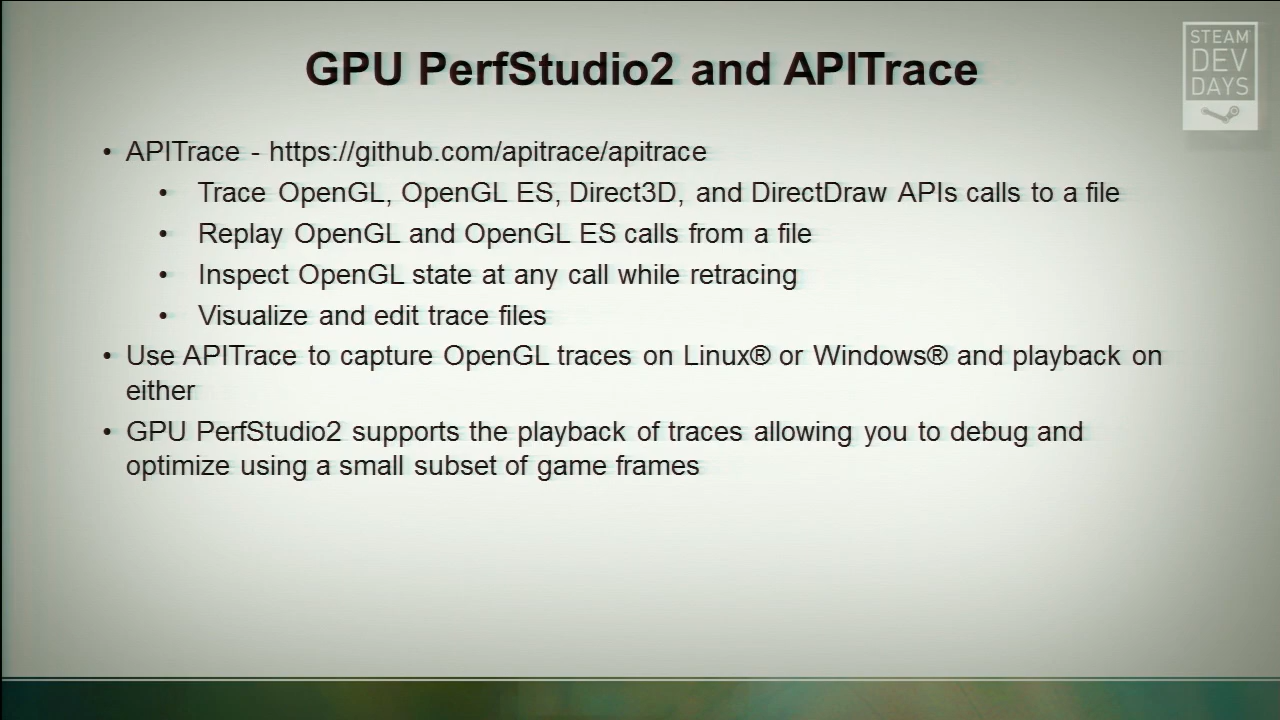 GPU PerfStudio2 and APITrace
STEAM
DEV
DAYS
• APITrace - https://github.com/apitrace/apitrace
• Trace OpenGL, OpenGL ES, Direct3D, and DirectDraw APIs calls to a file
• Replay OpenGL and OpenGL ES calls from a file
• Inspect OpenGL state at any call while retracing
• Visualize and edit trace files
• Use APITrace to capture OpenGL traces on Linux® or Windows® and playback on
either
• GPU PerfStudio2 supports the playback of traces allowing you to debug and
optimize using a small subset of game frames